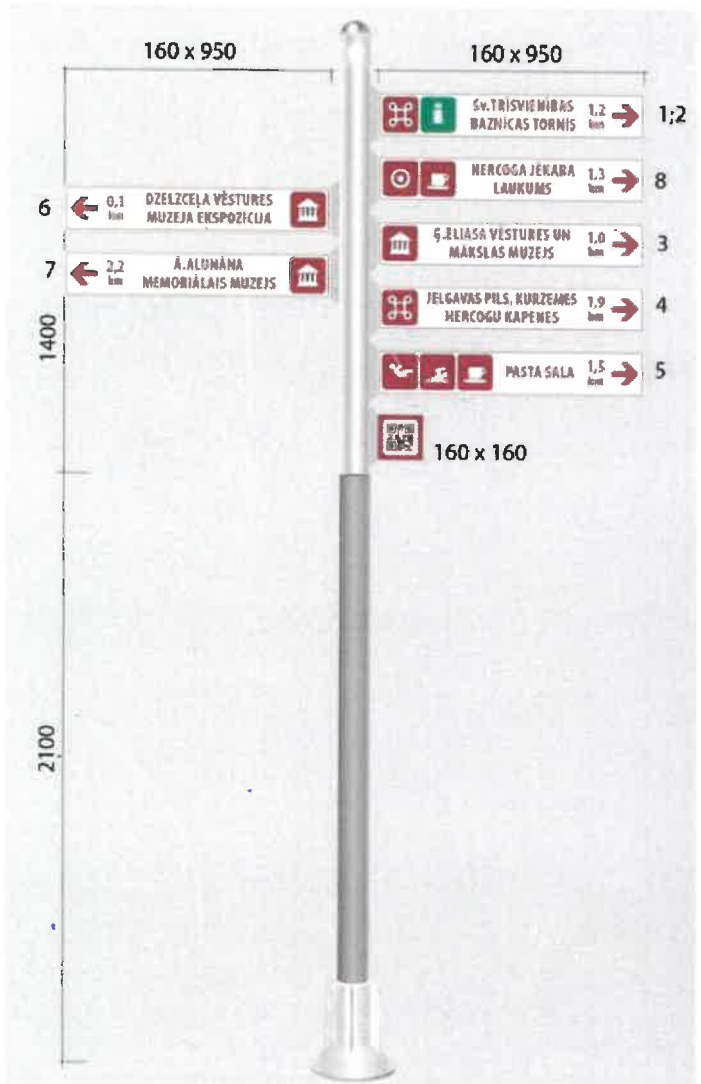 160 x 950
160 x 950
Sv.TRĪSVIENĪBAS
BAZNĪCAS TORNIS
1,2
km
1;2
HERCOGA JĒKABA
LAUKUMS
1,3
km
8
6
0,1
km
DZELZCEĻA VĒSTURES
MUZEJA EKSPOZĪCIJA
Ģ.ELIASA VĒSTURES UN
MĀKSLAS MUZEJS
1,0
km
3
7
2,2
km
Ā.ALUNĀNA
MEMORIĀLAIS MUZEJS
JELGAVAS PILS, KURZEMES
HERCOGU KAPENES
1,9
km
4
PASTA SALA
1,5
km
5
160 x 160
1400
2100